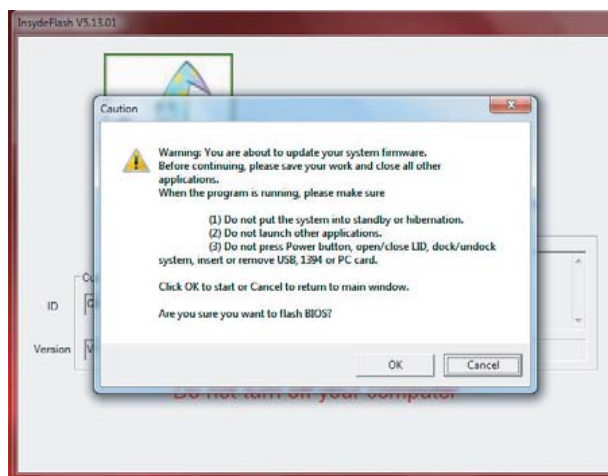 InsydeFlash V5.13.01
Caution
Warning: You are about to update your system firmware.
Before continuing, please save your work and close all other
applications.
When the program is running, please make sure
(1) Do not put the system into standby or hibernation.
(2) Do not launch other applications.
(3) Do not press Power button, open/close LID, dock/undock
system, insert or remove USB, 1394 or PC card.
Click OK to start or Cancel to return to main window.
Are you sure you want to flash BIOS?
ID
Version
OK Cancel
Do not turn off your computer